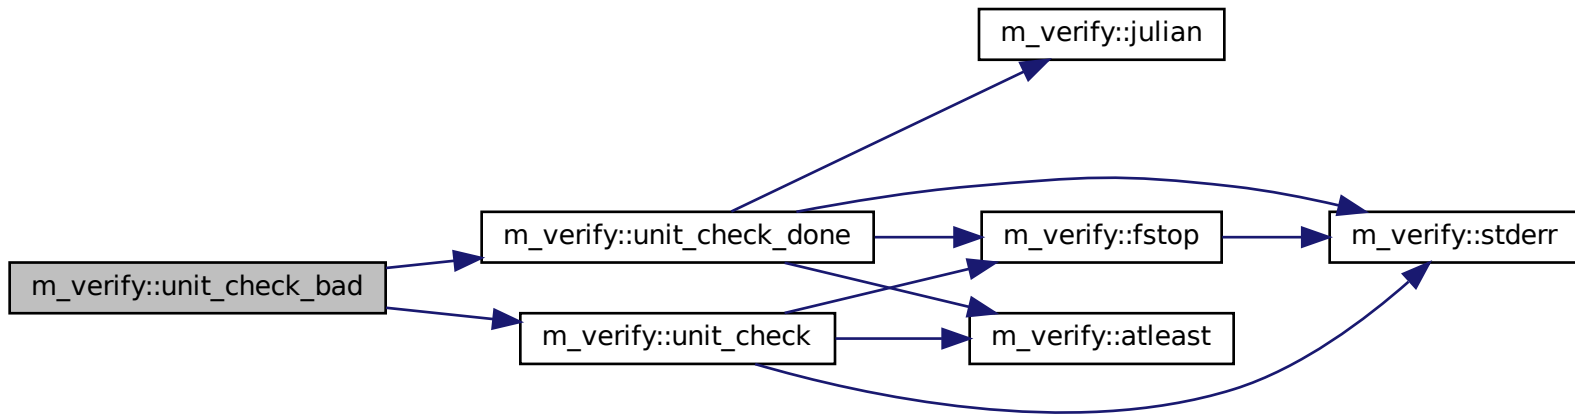 m_verify::julian
m_verify::unit_check_done
m_verify::fstop
m_verify::stderr
m_verify::unit_check_bad
m_verify::unit_check
m_verify::atleast